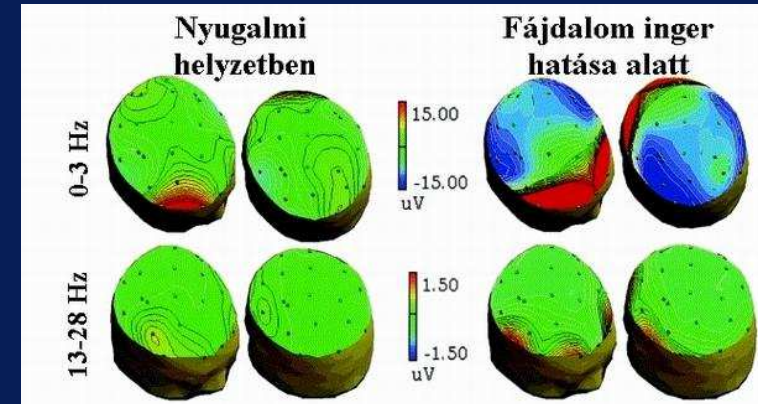 Nyugalmi
helyzetben
Fájdalom inger
hatása alatt
0-3 Hz
15.00
-15.00
uV
13-28 Hz
1.50
-1.50
uV